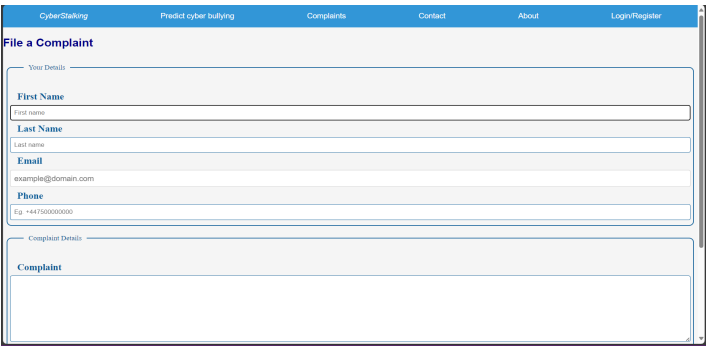 CyberStalking Predict cyber bullying Complaints Contact About Login/Register
File a Complaint
Your Details
First Name
First name
Last Name
Last name
Email
example@domain.com
Phone
Eg. +447500000000
Complaint Details
Complaint